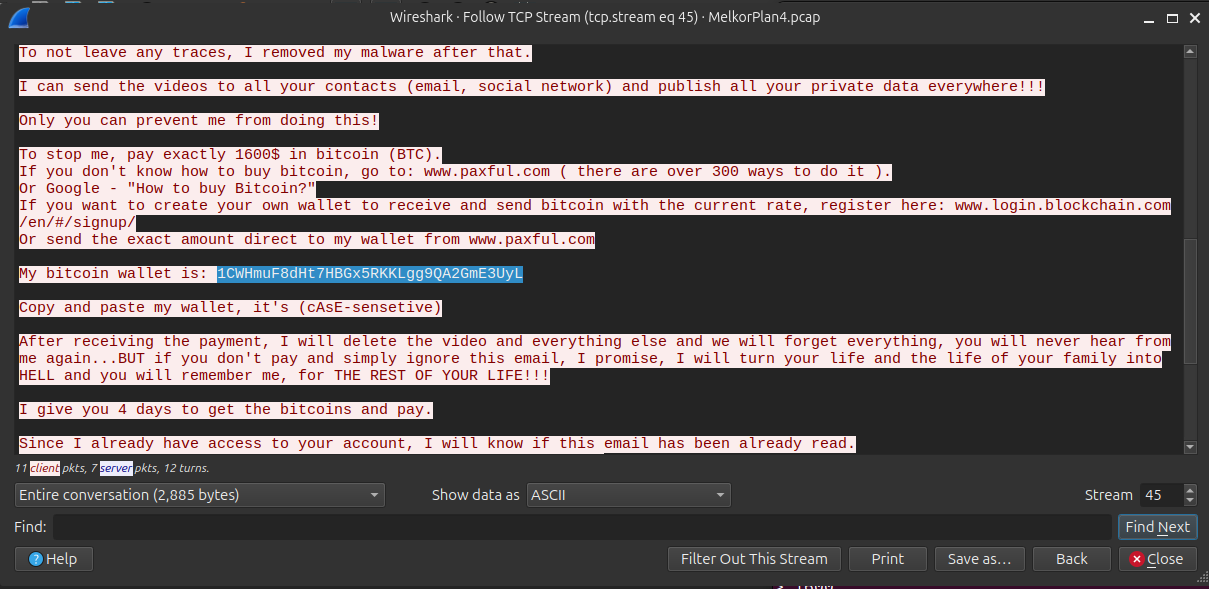 Wireshark · Follow TCP Stream (tcp.stream eq 45) · MelkorPlan4.pcap
To not leave any traces, I removed my malware after that.
I can send the videos to all your contacts (email, social network) and publish all your private data everywhere!!!
Only you can prevent me from doing this!
To stop me, pay exactly 1600$ in bitcoin (BTC).
If you don't know how to buy bitcoin, go to: www.paxful.com ( there are over 300 ways to do it ).
Or Google - "How to buy Bitcoin?"
If you want to create your own wallet to receive and send bitcoin with the current rate, register here: www.login.blockchain.com
/en/#/signup/
Or send the exact amount direct to my wallet from www.paxful.com
My bitcoin wallet is: 1CWHmuF8dHt7HBGx5RKKLgg9QA2GmE3UyL
Copy and paste my wallet, it's (cAsE-sensetive)
After receiving the payment, I will delete the video and everything else and we will forget everything, you will never hear from
me again...BUT if you don't pay and simply ignore this email, I promise, I will turn your life and the life of your family into
HELL and you will remember me, for THE REST OF YOUR LIFE!!!
I give you 4 days to get the bitcoins and pay.
Since I already have access to your account, I will know if this email has been already read.
11 client pkts, 7 server pkts, 12 turns.
Entire conversation (2,885 bytes) Show data as ASCII Stream 45
Find: Find Next
Help Filter Out This Stream Print Save as… Back Close